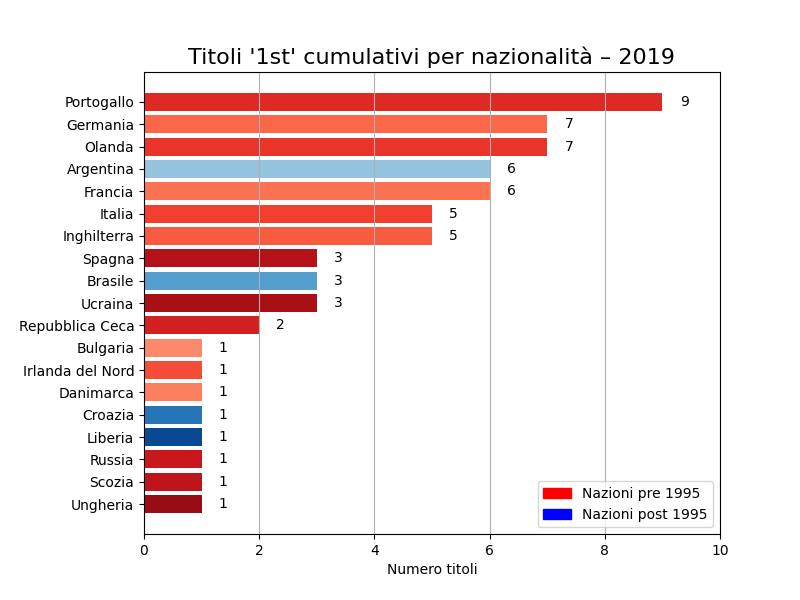 Titoli '1st' cumulativi per nazionalità – 2019
Portogallo 9
Germania 7
Olanda 7
Argentina 6
Francia 6
Italia 5
Inghilterra 5
Spagna 3
Brasile 3
Ucraina 3
Repubblica Ceca 2
Bulgaria 1
Irlanda del Nord 1
Danimarca 1
Croazia 1
Liberia 1
Russia 1
Scozia 1
Ungheria 1
Nazioni pre 1995
Nazioni post 1995
0 2 4 6 8 10
Numero titoli